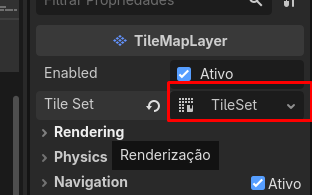 Filtrar Propriedades
TileMapLayer
Enabled Ativo
Tile Set TileSet
Rendering
Physics Renderização
Navigation Ativo